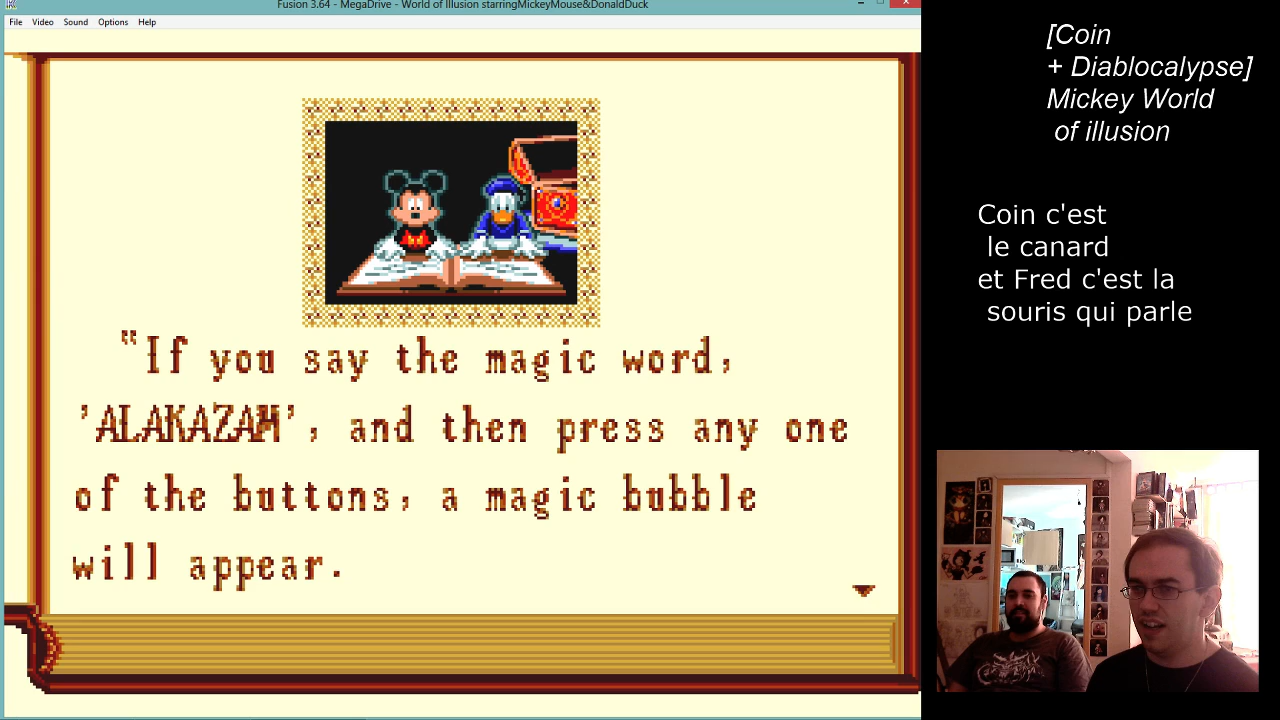 Fusion 3.64 - MegaDrive - World of Illusion starringMickeyMouse&DonaldDuck
File Video Sound Options Help
"If you say the magic word,
'ALAKAZAM', and then press any one
of the buttons, a magic bubble
will appear.
[Coin
+ Diablocalypse]
Mickey World
of illusion
Coin c'est
le canard
et Fred c'est la
souris qui parle